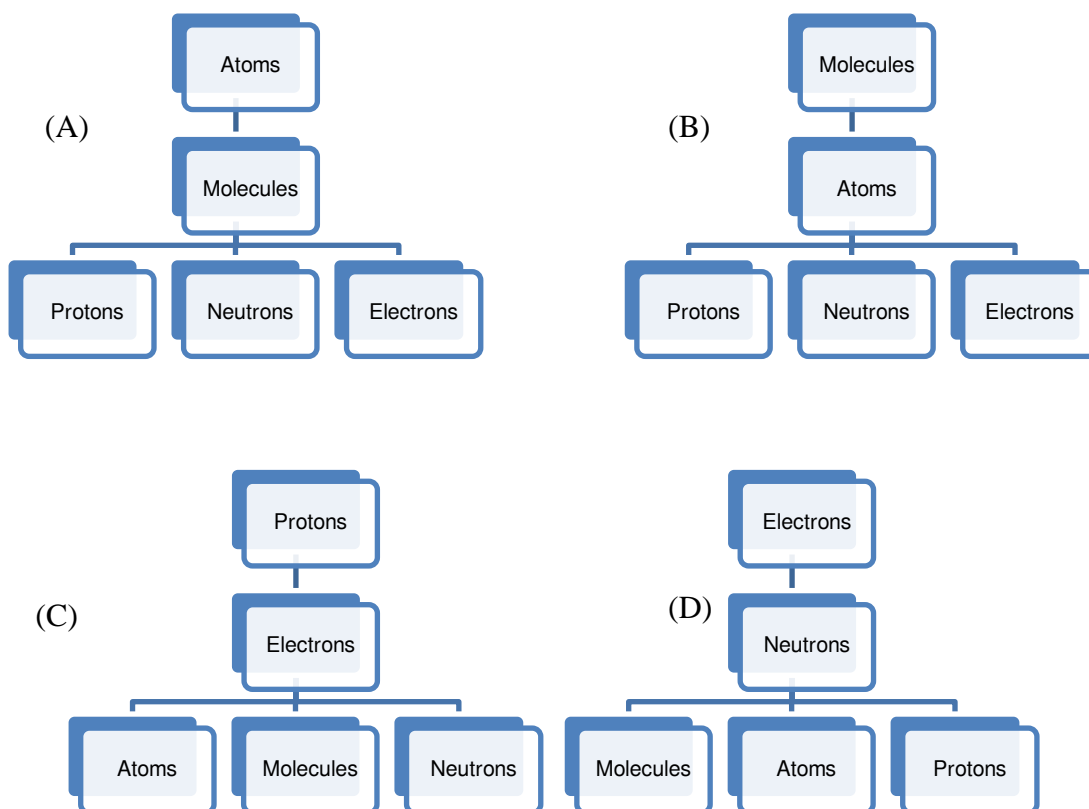 Atoms
(A)
Molecules
Protons Neutrons Electrons
Molecules
(B)
Atoms
Protons Neutrons Electrons
Protons
(C)
Electrons
Atoms Molecules Neutrons
Electrons
(D)
Neutrons
Molecules Atoms Protons